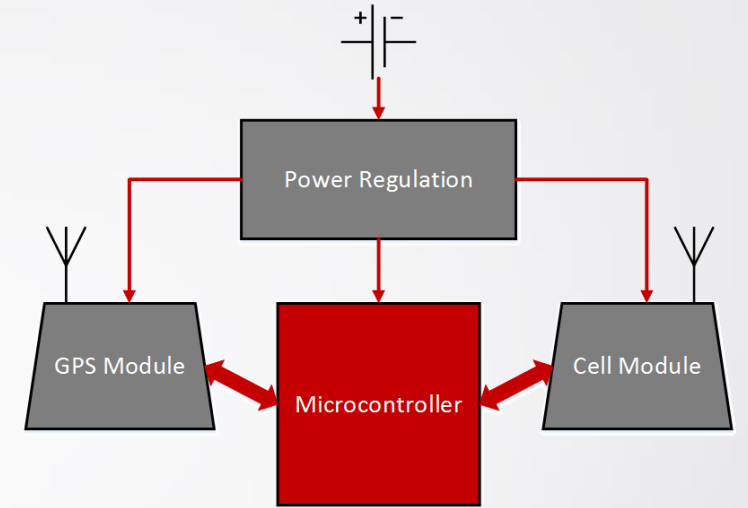 + −
Power Regulation
GPS Module
Cell Module
Microcontroller